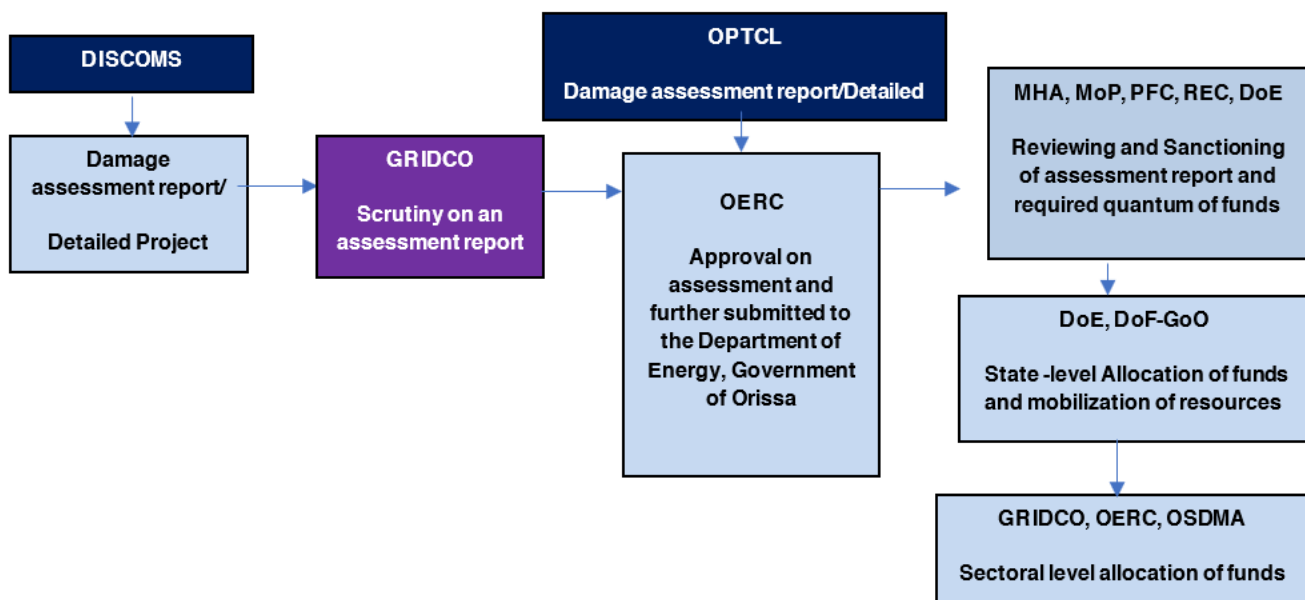 DISCOMS
Damage
assessment report/
Detailed Project
GRIDCO
Scrutiny on an
assessment report
OPTCL
Damage assessment report/Detailed
OERC
Approval on
assessment and
further submitted to
the Department of
Energy, Government
of Orissa
MHA, MoP, PFC, REC, DoE
Reviewing and Sanctioning
of assessment report and
required quantum of funds
DoE, DoF-GoO
State -level Allocation of funds
and mobilization of resources
GRIDCO, OERC, OSDMA
Sectoral level allocation of funds